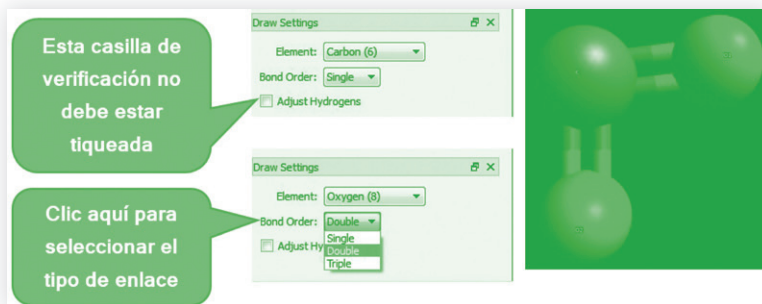 Esta casilla de
verificación no
debe estar
tiqueada
Draw Settings
Element: Carbon (6)
Bond Order: Single
Adjust Hydrogens
Clic aquí para
seleccionar el
tipo de enlace
Draw Settings
Element: Oxygen (8)
Bond Order: Double
Single
Adjust Hy
Double
Triple